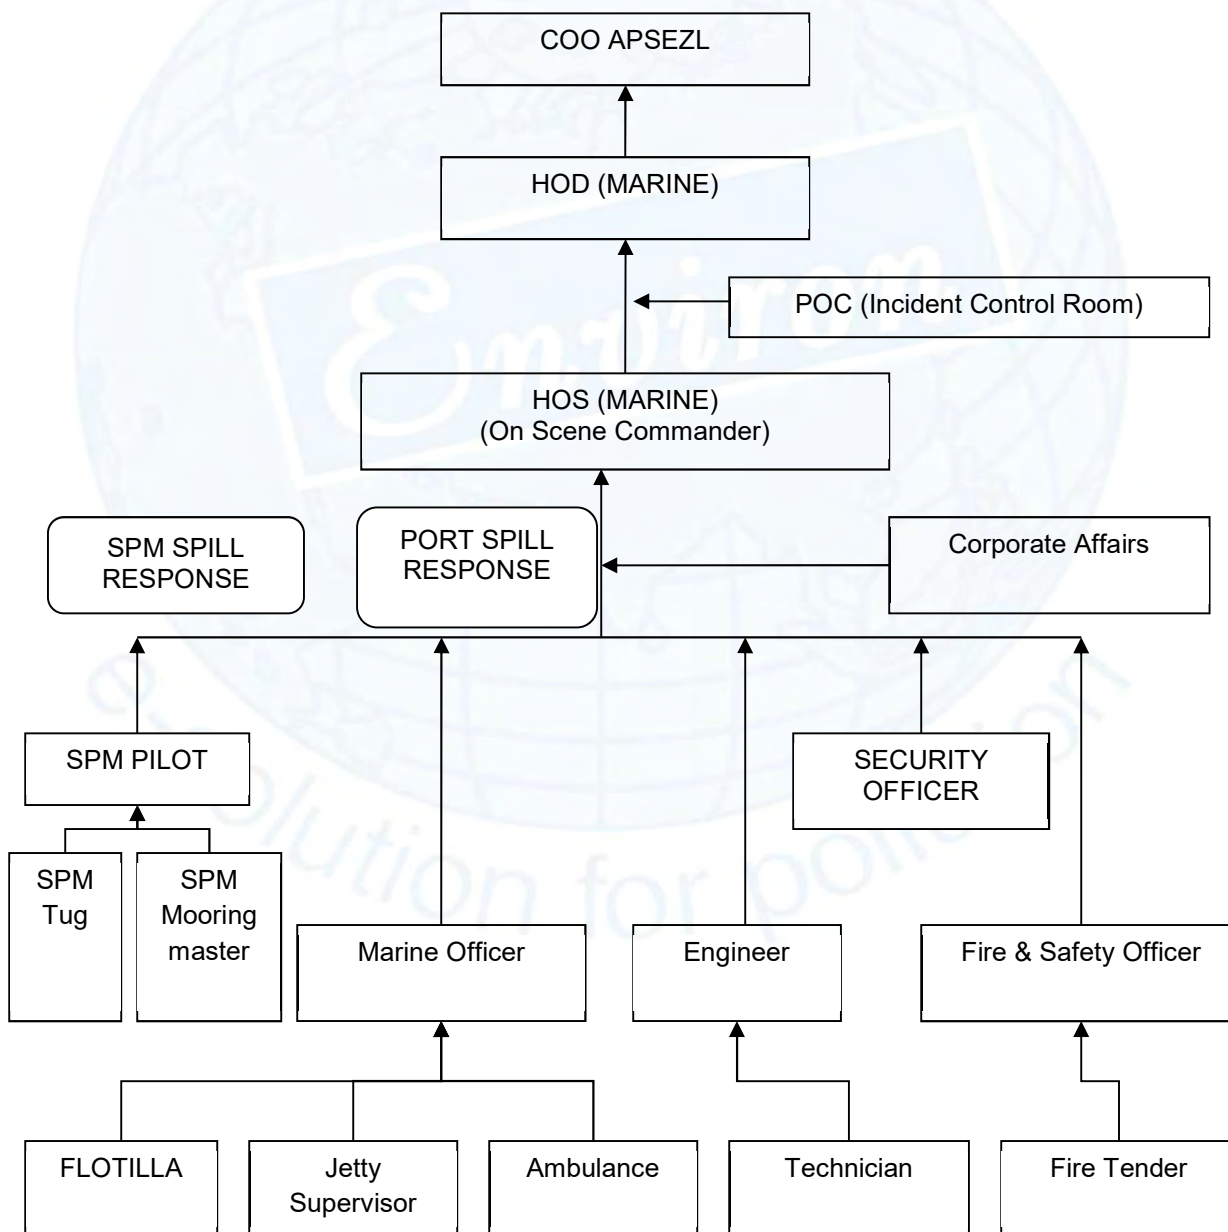 COO APSEZL
HOD (MARINE)
POC (Incident Control Room)
HOS (MARINE)
(On Scene Commander)
SPM SPILL
RESPONSE
PORT SPILL
RESPONSE
Corporate Affairs
SPM PILOT
SECURITY
OFFICER
SPM
Tug
SPM
Mooring
master
Marine Officer
Engineer
Fire & Safety Officer
FLOTILLA
Jetty
Supervisor
Ambulance
Technician
Fire Tender
Environ